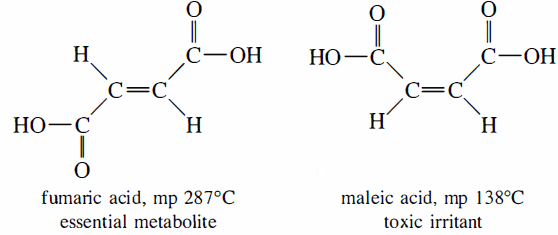 O
H
C—OH
C=C
HO—C
H
O
fumaric acid, mp 287°C
essential metabolite
O
O
HO—C
C—OH
C=C
H
H
maleic acid, mp 138°C
toxic irritant